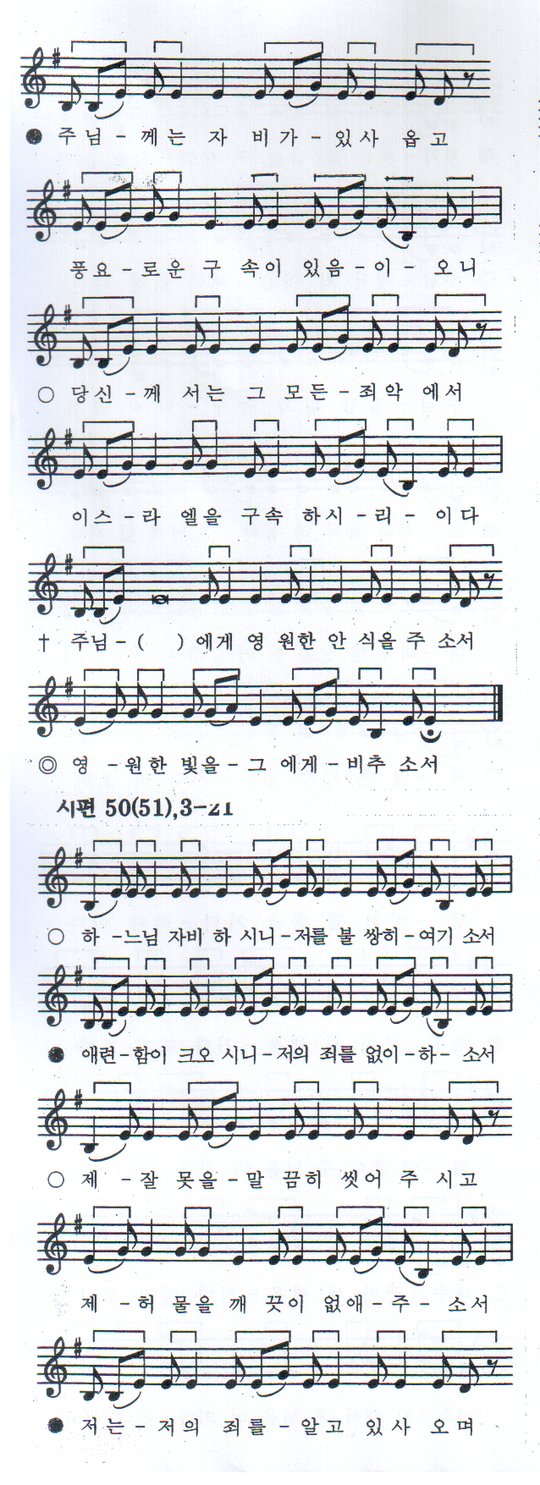 ● 주님-께는 자 비가-있사 옵고
풍요-로운 구 속이 있음-이- 오니
○ 당신-께 서는 그 모든-죄악 에서
이스-라 엘을 구속 하시-리- 이다
† 주님-( )에게 영 원한 안 식을 주 소서
◎ 영 -원한 빛을-그 에게-비추 소서
시편 50(51),3-21
○ 하 -느님 자비 하 시니-저를 불 쌍히-여기 소서
● 애련-함이 크오 시니-저의 죄를 없이-하- 소서
○ 제 -잘 못을-말 끔히 씻어 주 시고
제 -허 물을 깨 끗이 없애-주- 소서
● 저는-저의 죄를-알고 있사 오며